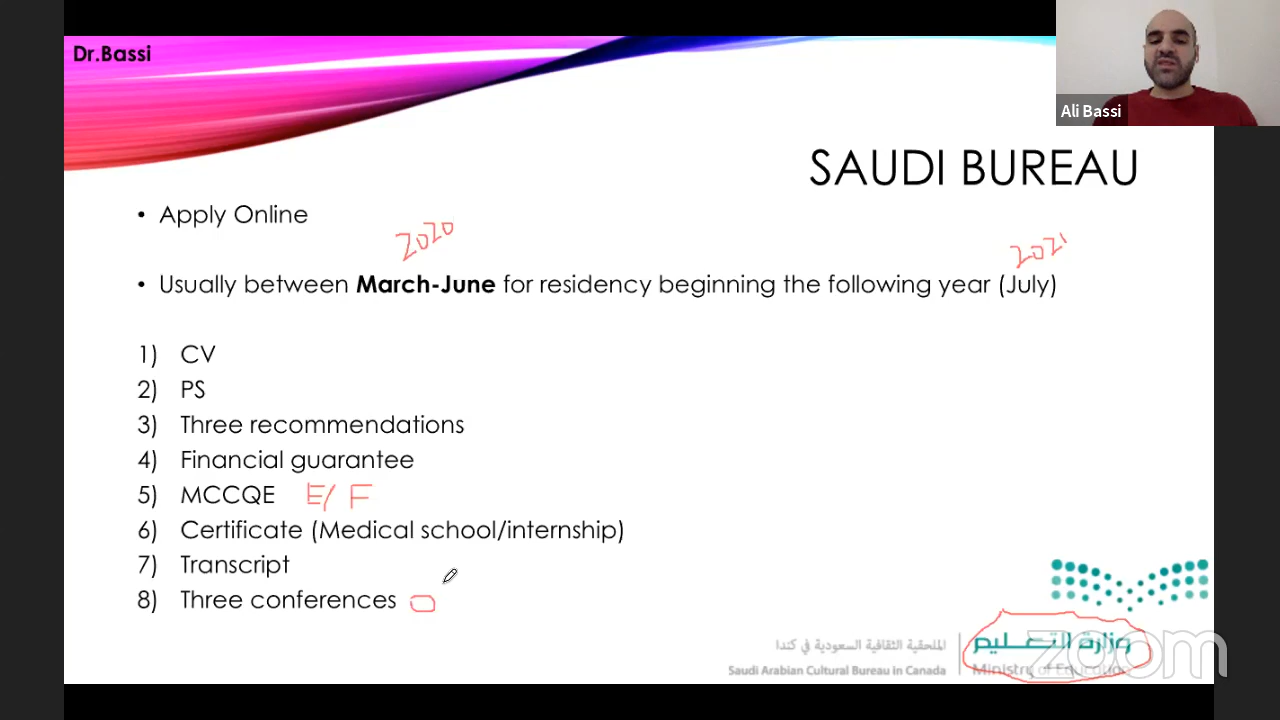 Dr.Bassi
Ali Bassi
SAUDI BUREAU
• Apply Online
2020
2021
• Usually between March-June for residency beginning the following year (July)
1) CV
2) PS
3) Three recommendations
4) Financial guarantee
5) MCCQE E/ F
6) Certificate (Medical school/internship)
7) Transcript
8) Three conferences
الملحقية الثقافية السعودية في كندا
وزارة التعليم
Saudi Arabian Cultural Bureau in Canada
Ministry of Education
zoom